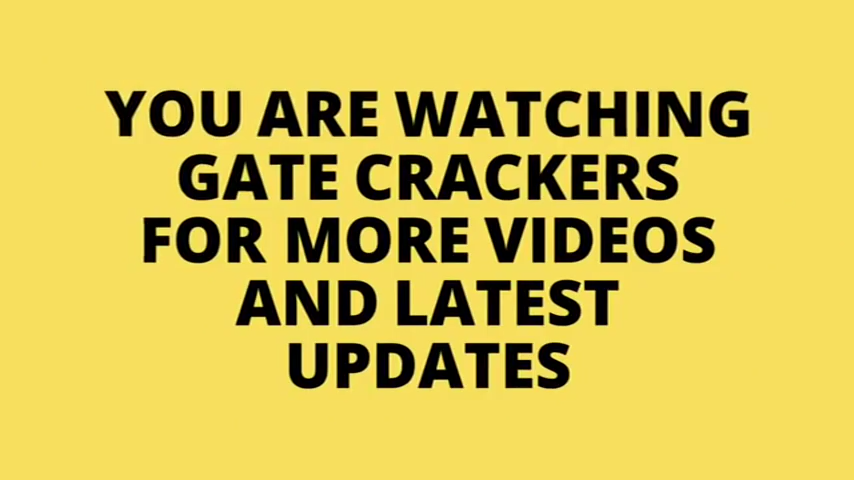 YOU ARE WATCHING
GATE CRACKERS
FOR MORE VIDEOS
AND LATEST
UPDATES